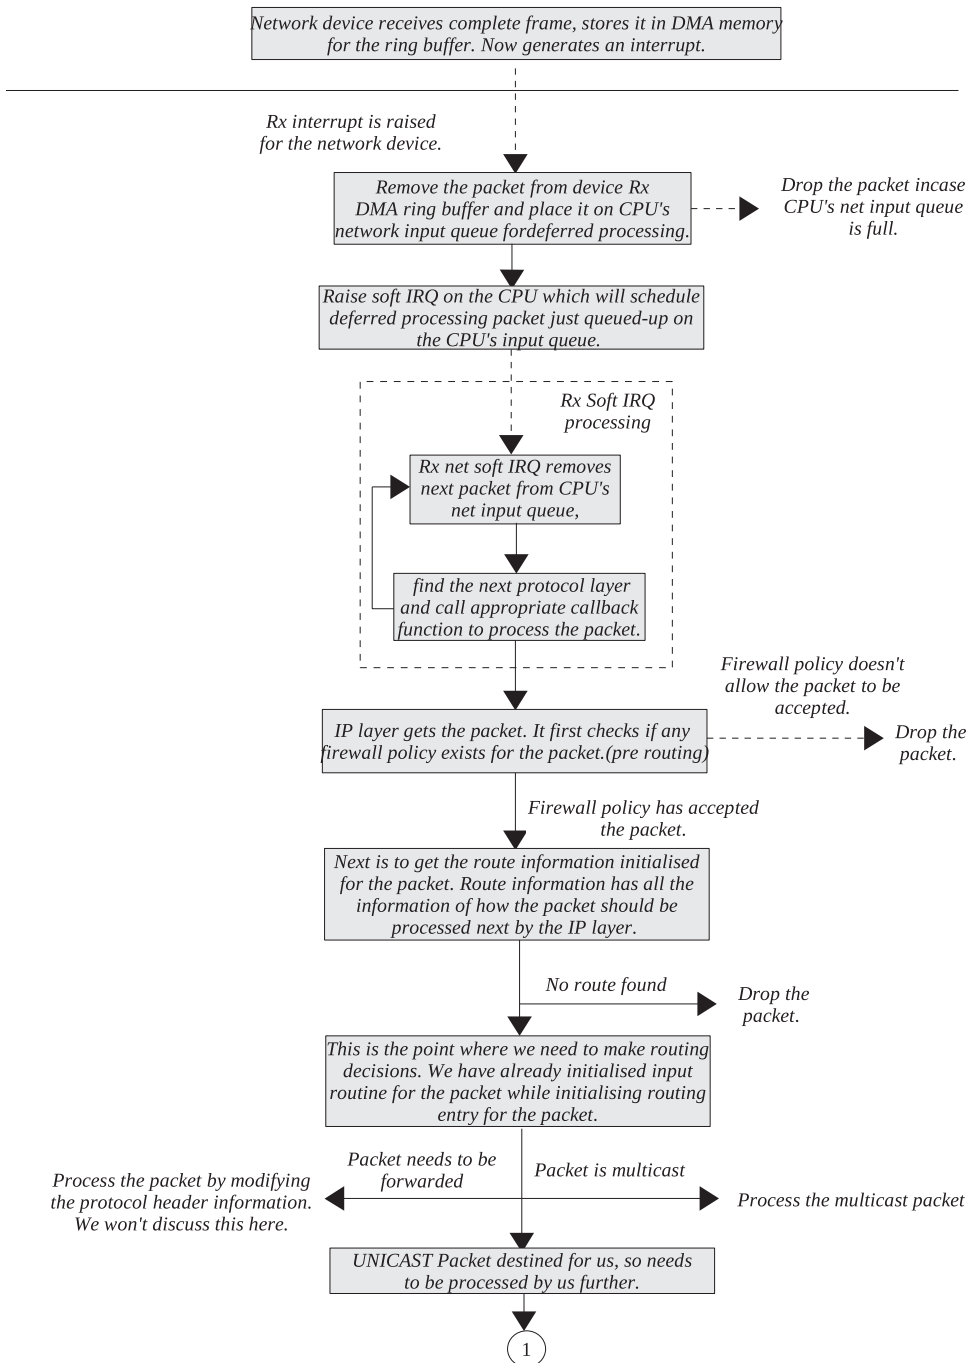 Network device receives complete frame, stores it in DMA memory
for the ring buffer. Now generates an interrupt.
Rx interrupt is raised
for the network device.
Remove the packet from device Rx
DMA ring buffer and place it on CPU's
network input queue fordeferred processing.
Drop the packet incase
CPU's net input queue
is full.
Raise soft IRQ on the CPU which will schedule
deferred processing packet just queued-up on
the CPU's input queue.
Rx Soft IRQ
processing
Rx net soft IRQ removes
next packet from CPU's
net input queue,
find the next protocol layer
and call appropriate callback
function to process the packet.
Firewall policy doesn't
allow the packet to be
accepted.
IP layer gets the packet. It first checks if any
firewall policy exists for the packet.(pre routing)
Drop the
packet.
Firewall policy has accepted
the packet.
Next is to get the route information initialised
for the packet. Route information has all the
information of how the packet should be
processed next by the IP layer.
No route found
Drop the
packet.
This is the point where we need to make routing
decisions. We have already initialised input
routine for the packet while initialising routing
entry for the packet.
Packet needs to be
forwarded
Packet is multicast
Process the packet by modifying
the protocol header information.
We won't discuss this here.
Process the multicast packet
UNICAST Packet destined for us, so needs
to be processed by us further.
1